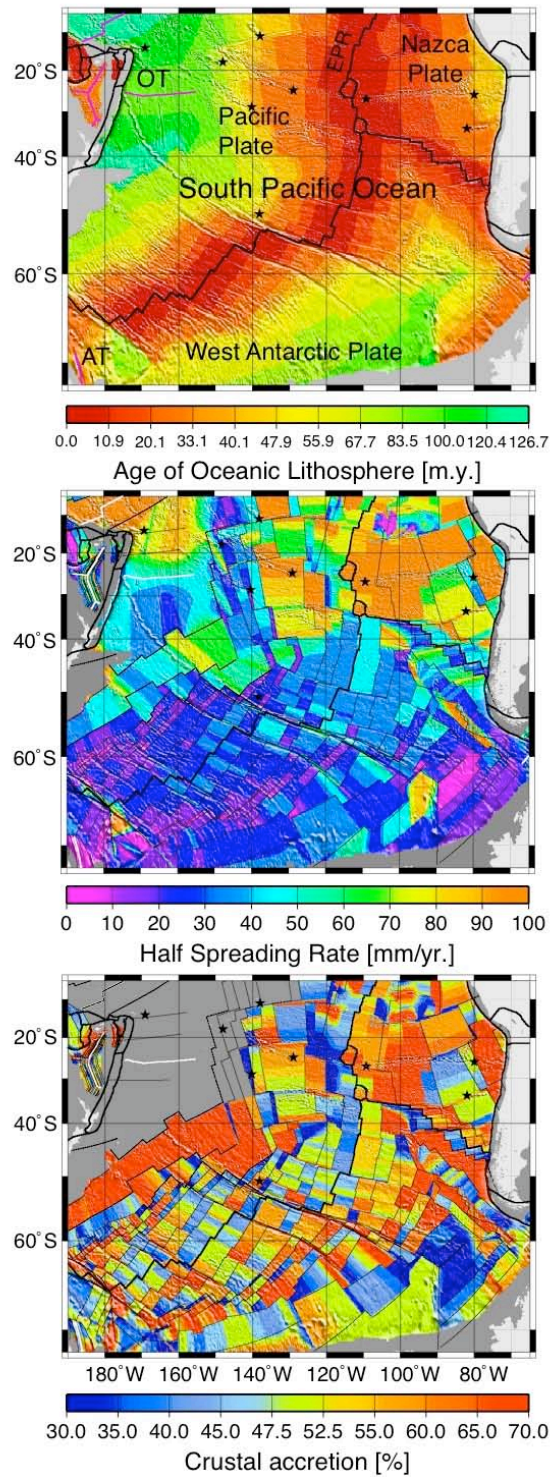 20°S
40°S
60°S
OT
EPR
Nazca
Plate
Pacific
Plate
South Pacific Ocean
AT
West Antarctic Plate
0.0 10.9 20.1 33.1 40.1 47.9 55.9 67.7 83.5 100.0 120.4 126.7
Age of Oceanic Lithosphere [m.y.]
20°S
40°S
60°S
0 10 20 30 40 50 60 70 80 90 100
Half Spreading Rate [mm/yr.]
20°S
40°S
60°S
180°W 160°W 140°W 120°W 100°W 80°W
30.0 35.0 40.0 45.0 47.5 52.5 55.0 60.0 65.0 70.0
Crustal accretion [%]